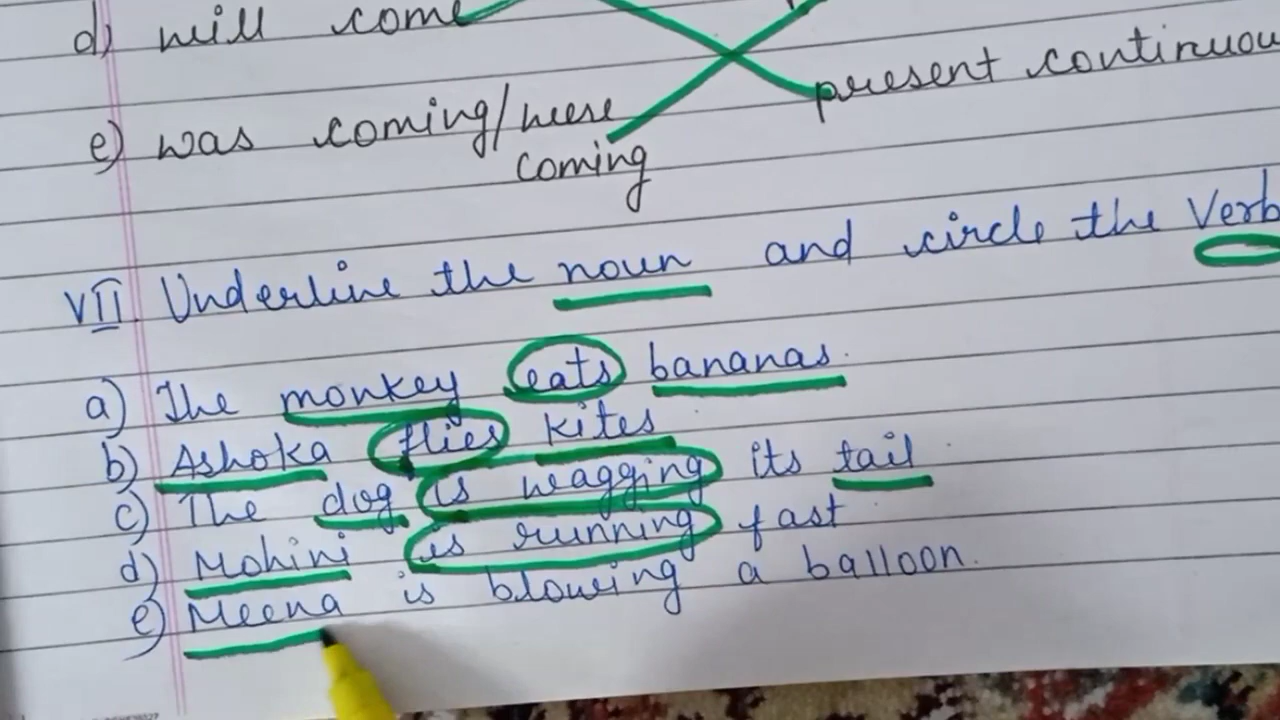 d) will come
e) was coming/were
coming
present continuou
VII Underline the noun and circle the Verb
a) The monkey eats bananas.
b) Ashoka flies kites
c) The dog is wagging its tail.
d) Mohini is running fast
e) Meena is blowing a balloon.